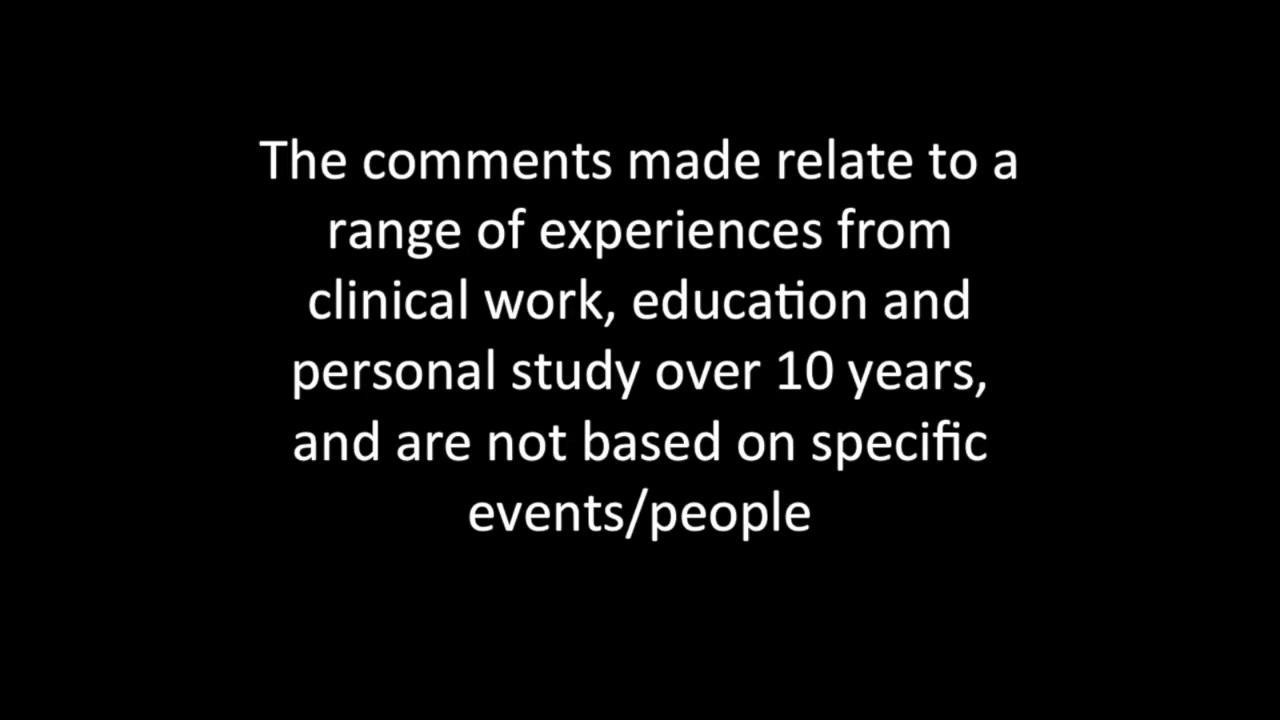 The comments made relate to a
range of experiences from
clinical work, education and
personal study over 10 years,
and are not based on specific
events/people